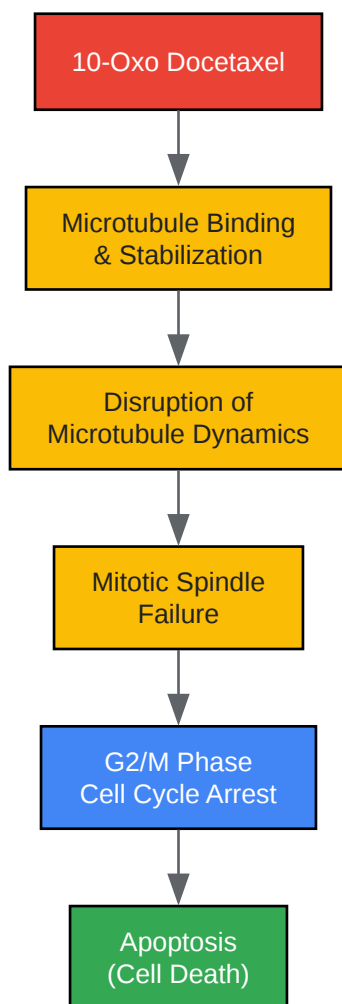 10-Oxo Docetaxel
Microtubule Binding
& Stabilization
Disruption of
Microtubule Dynamics
Mitotic Spindle
Failure
G2/M Phase
Cell Cycle Arrest
Apoptosis
(Cell Death)